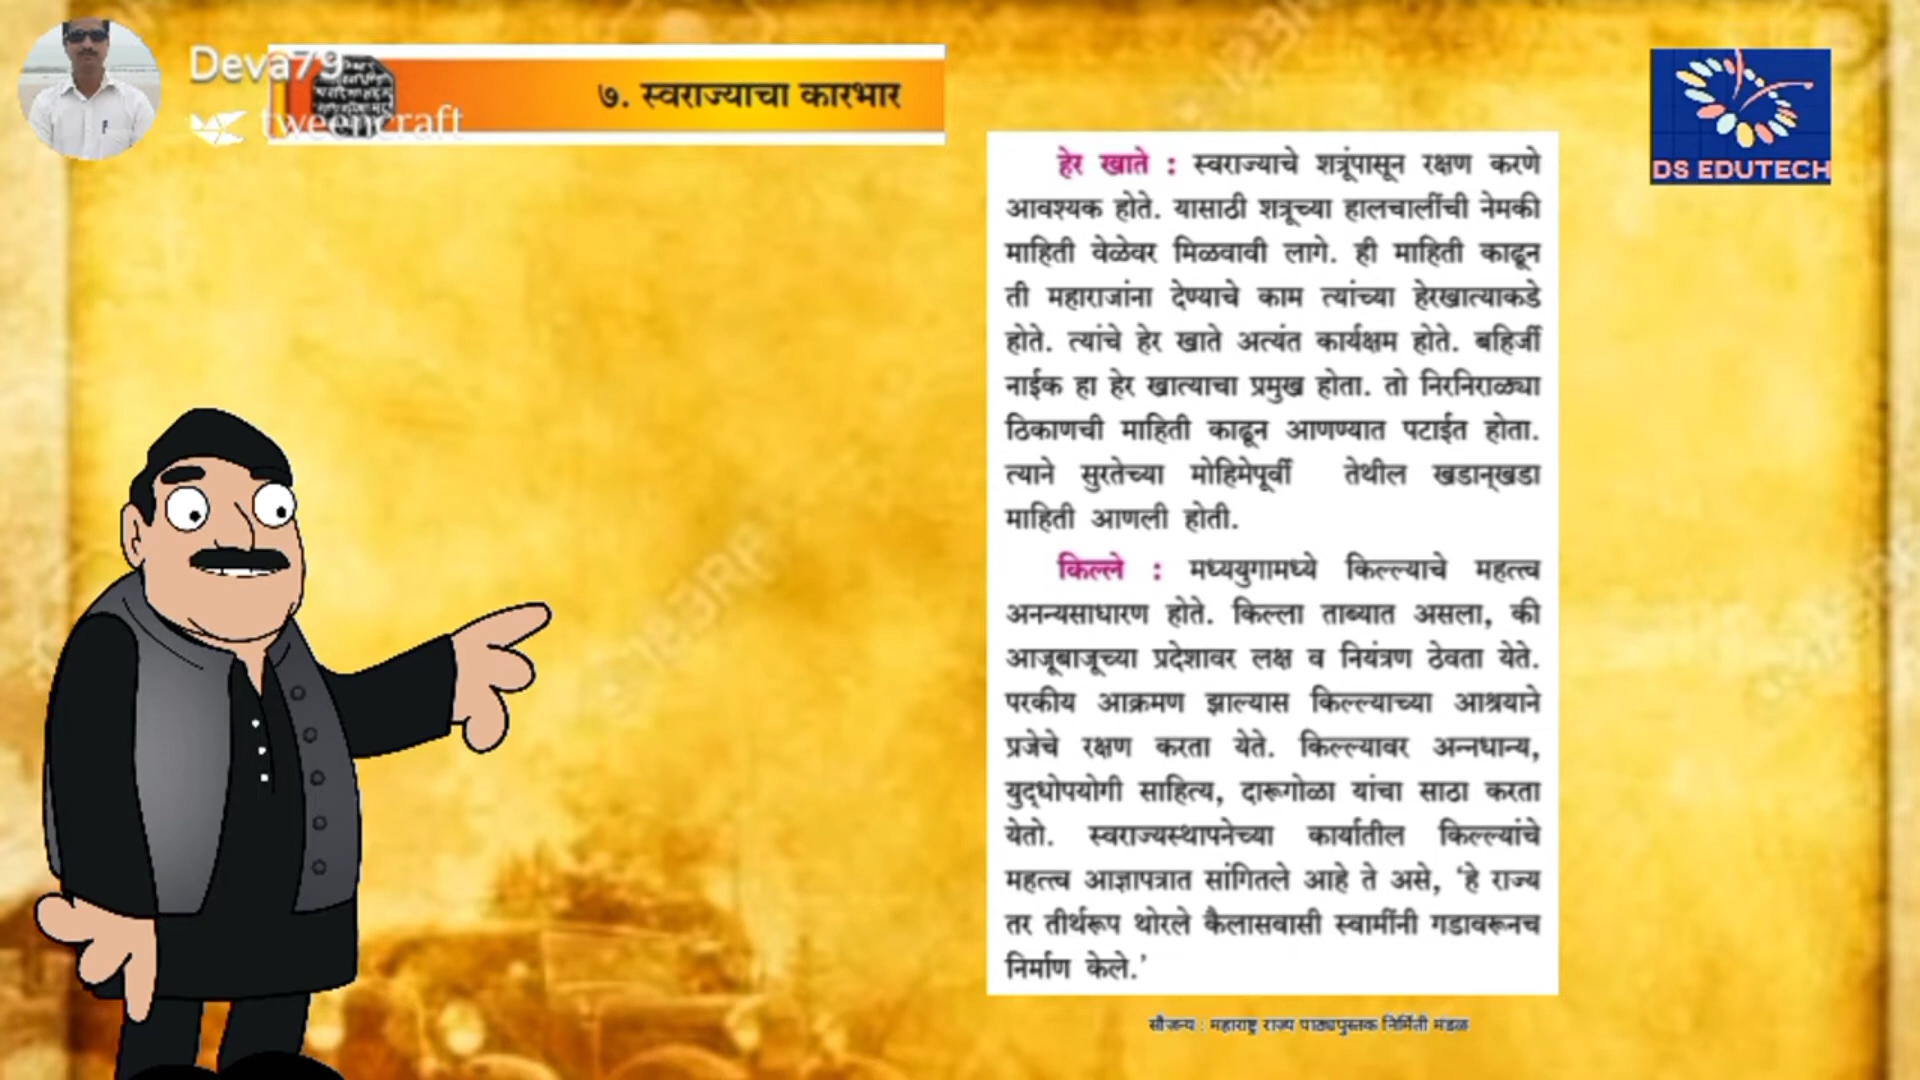 Deva79
tweencraft
७. स्वराज्याचा कारभार
DS EDUTECH
हेर खाते : स्वराज्याचे शत्रूंपासून रक्षण करणे
आवश्यक होते. यासाठी शत्रूच्या हालचालींची नेमकी
माहिती वेळेवर मिळवावी लागे. ही माहिती काढून
ती महाराजांना देण्याचे काम त्यांच्या हेरखात्याकडे
होते. त्यांचे हेर खाते अत्यंत कार्यक्षम होते. बहिर्जी
नाईक हा हेर खात्याचा प्रमुख होता. तो निरनिराळ्या
ठिकाणची माहिती काढून आणण्यात पटाईत होता.
त्याने सुरतेच्या मोहिमेपूर्वी तेथील खडान्‌खडा
माहिती आणली होती.
किल्ले : मध्ययुगामध्ये किल्ल्याचे महत्त्व
अनन्यसाधारण होते. किल्ला ताब्यात असला, की
आजूबाजूच्या प्रदेशावर लक्ष व नियंत्रण ठेवता येते.
परकीय आक्रमण झाल्यास किल्ल्याच्या आश्रयाने
प्रजेचे रक्षण करता येते. किल्ल्यावर अन्नधान्य,
युद्‌धोपयोगी साहित्य, दारूगोळा यांचा साठा करता
येतो. स्वराज्यस्थापनेच्या कार्यातील किल्ल्यांचे
महत्त्व आज्ञापत्रात सांगितले आहे ते असे, ‘हे राज्य
तर तीर्थरूप थोरले कैलासवासी स्वामींनी गडावरूनच
निर्माण केले.’
सौजन्य : महाराष्ट्र राज्य पाठ्यपुस्तक निर्मिती मंडळ